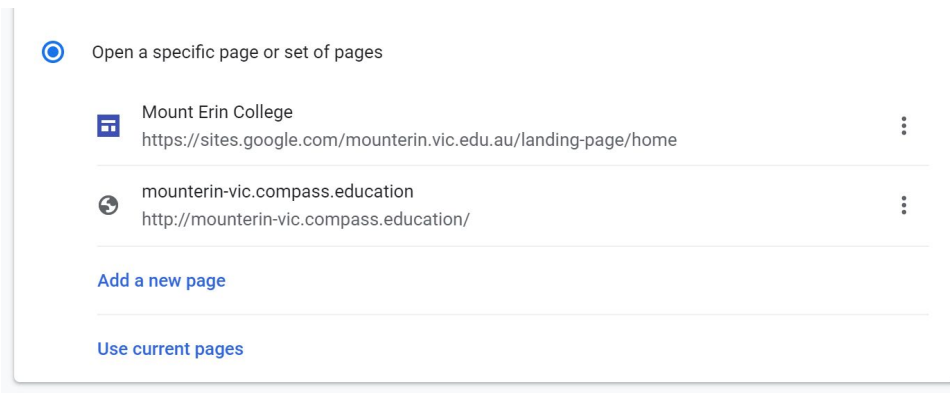 Open a specific page or set of pages
Mount Erin College
https://sites.google.com/mounterin.vic.edu.au/landing-page/home
mounterin-vic.compass.education
http://mounterin-vic.compass.education/
Add a new page
Use current pages